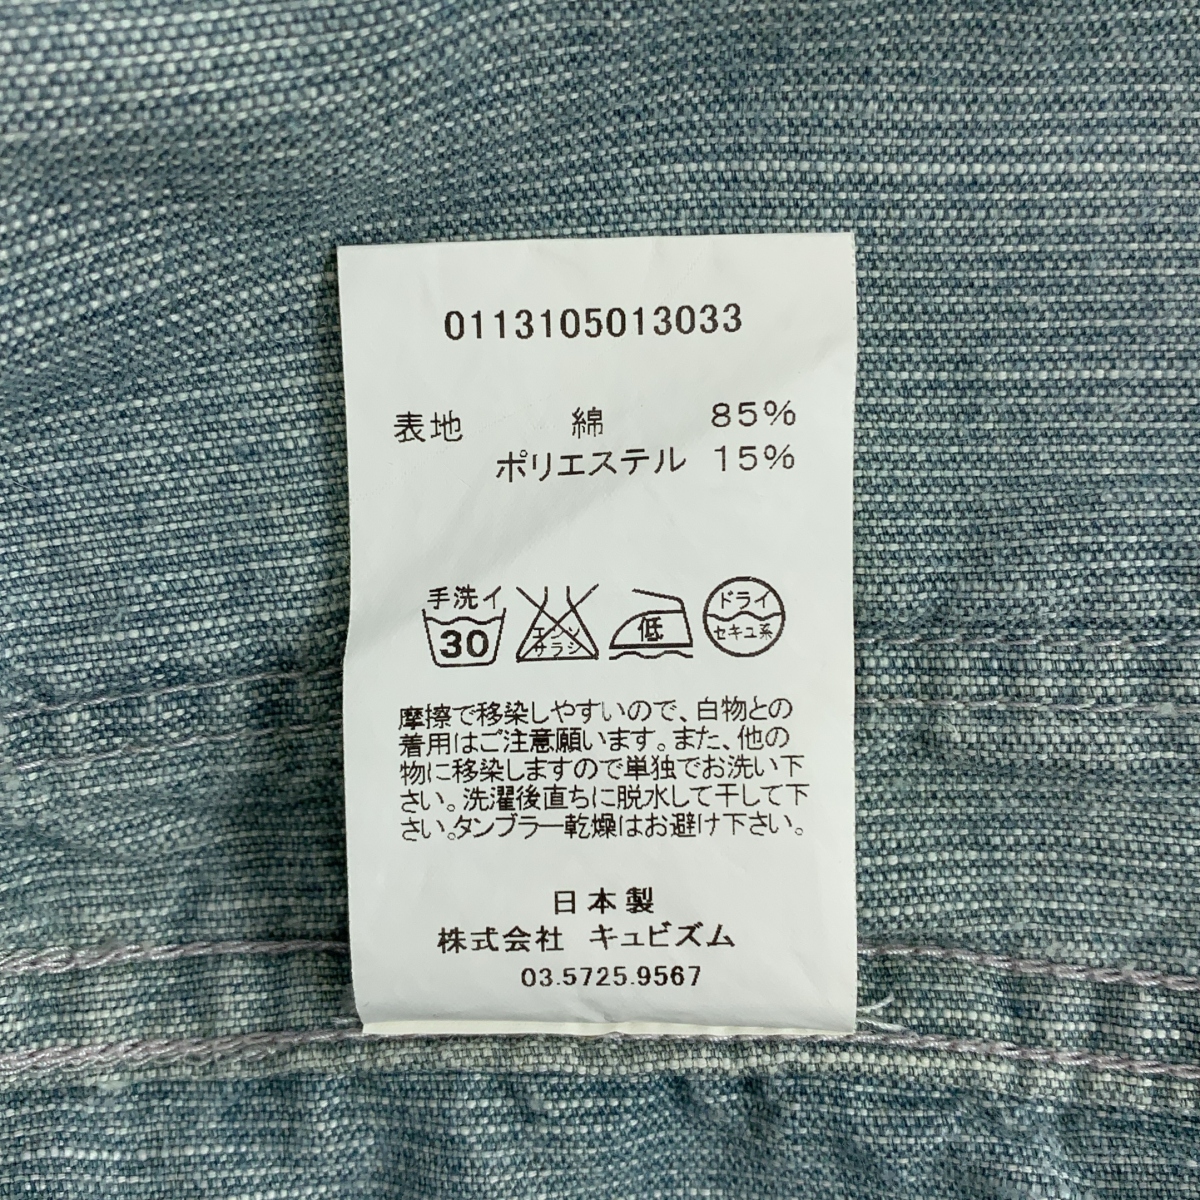 0113105013033
表地 綿 85%
ポリエステル 15%
手洗イ
30
エンソ
サラシ
低
ドライ
セキユ系
摩擦で移染しやすいので、白物との
着用はご注意願います。また、他の
物に移染しますので単独でお洗い下
さい。洗濯後直ちに脱水して干して下
さい。タンブラー乾燥はお避け下さい。
日本製
株式会社 キュビズム
03.5725.9567